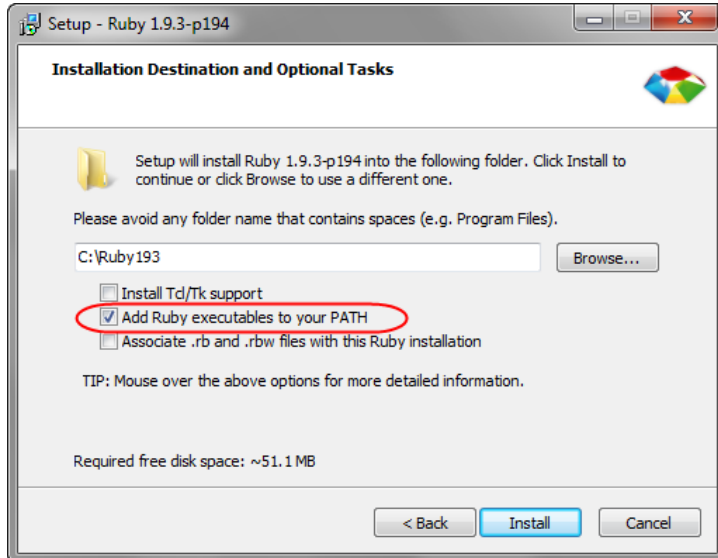 Setup - Ruby 1.9.3-p194
Installation Destination and Optional Tasks
Setup will install Ruby 1.9.3-p194 into the following folder. Click Install to
continue or click Browse to use a different one.
Please avoid any folder name that contains spaces (e.g. Program Files).
C:\Ruby193
Browse...
Install Tcl/Tk support
Add Ruby executables to your PATH
Associate .rb and .rbw files with this Ruby installation
TIP: Mouse over the above options for more detailed information.
Required free disk space: ~51.1 MB
< Back
Install
Cancel